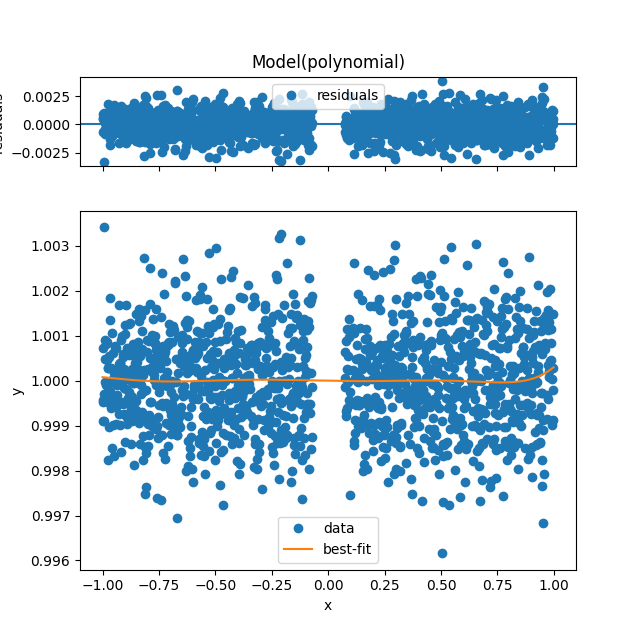 Model(polynomial)
residuals
0.0025
0.0000
−0.0025
residuals
1.003
1.002
1.001
1.000
0.999
0.998
0.997
0.996
y
data
best-fit
−1.00 −0.75 −0.50 −0.25 0.00 0.25 0.50 0.75 1.00
x